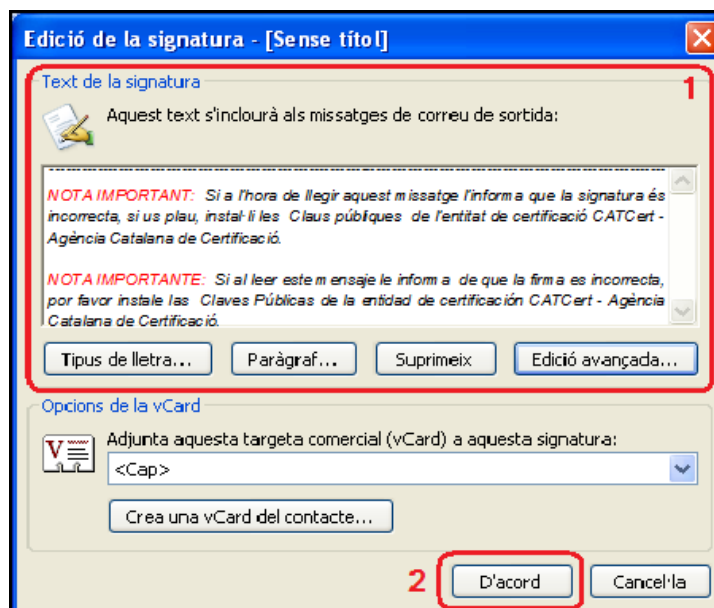 Edició de la signatura - [Sense títol]
Text de la signatura
1
Aquest text s'inclourà als missatges de correu de sortida:
NOTA IMPORTANT: Si a l'hora de llegir aquest missatge l'informa que la signatura és
incorrecta, si us plau, instal·li les Claus públiques de l'entitat de certificació CATCert -
Agència Catalana de Certificació.
NOTA IMPORTANTE: Si al leer este mensaje le informa de que la firma es incorrecta,
por favor instale las Claves Públicas de la entidad de certificación CATCert - Agència
Catalana de Certificació.
Tipus de lletra... Paràgraf... Suprimeix Edició avançada...
Opcions de la vCard
Adjunta aquesta targeta comercial (vCard) a aquesta signatura:
<Cap>
Crea una vCard del contacte...
2 D'acord Cancel·la